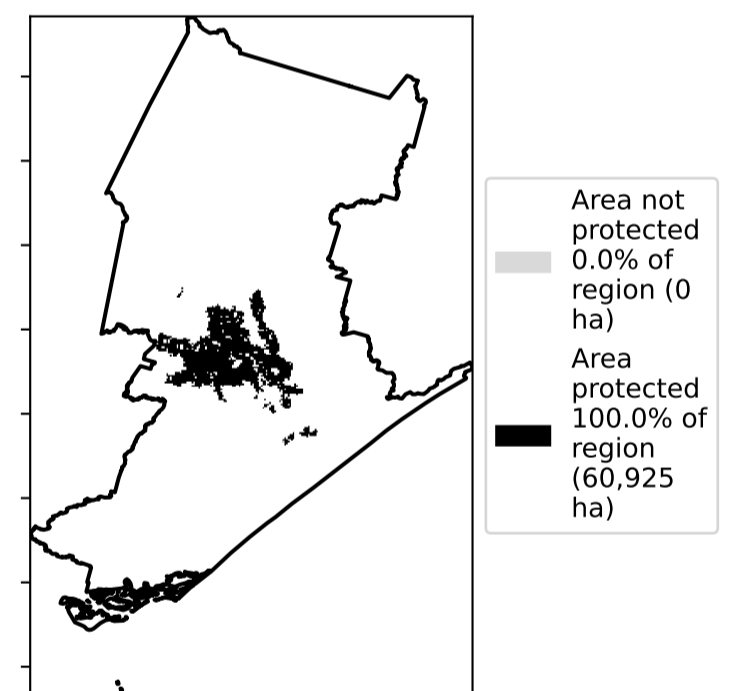 Area not
protected
0.0% of
region (0
ha)
Area
protected
100.0% of
region
(60,925
ha)